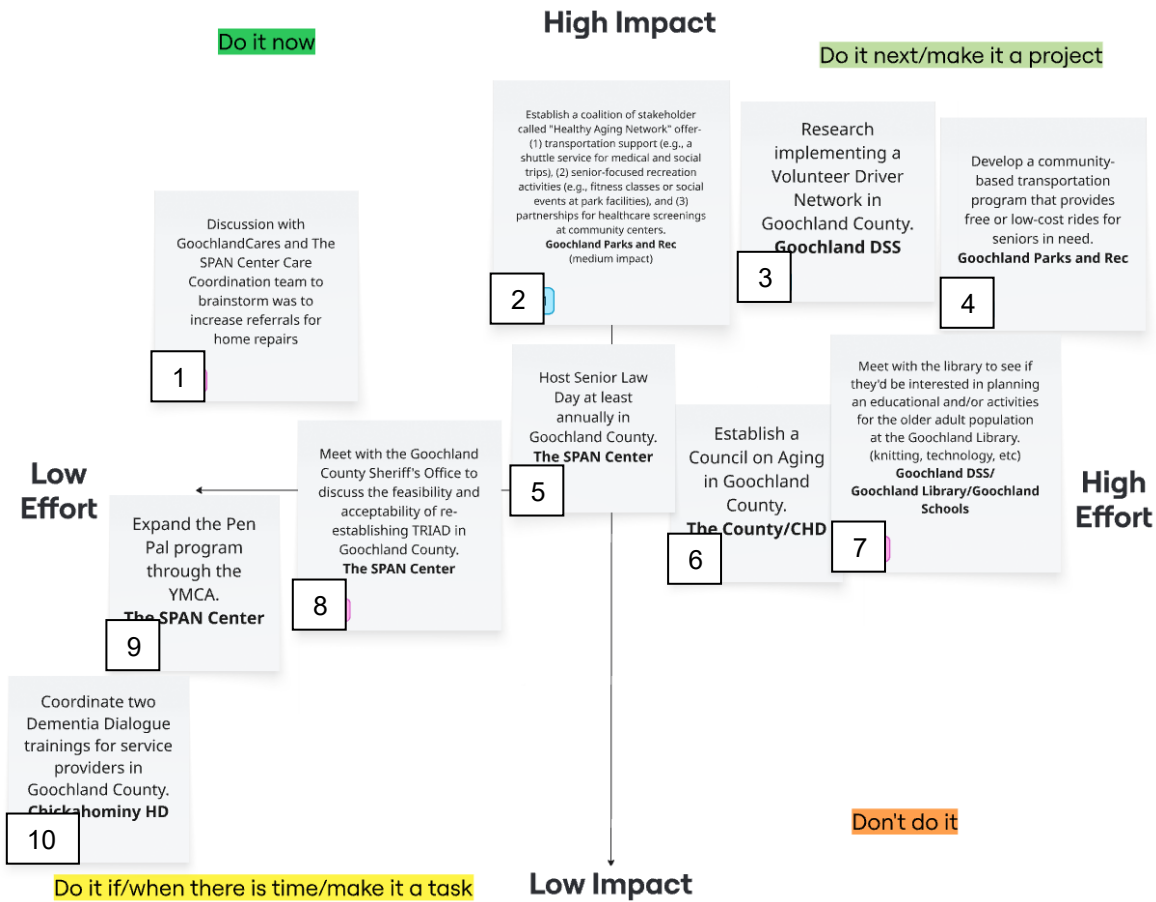 High Impact
Do it now
Do it next/make it a project
Establish a coalition of stakeholder
called "Healthy Aging Network" offer-
(1) transportation support (e.g., a
shuttle service for medical and social
trips), (2) senior-focused recreation
activities (e.g., fitness classes or social
events at park facilities), and (3)
partnerships for healthcare screenings
at community centers.
Goochland Parks and Rec
(medium impact)
2
Research
implementing a
Volunteer Driver
Network in
Goochland County.
Goochland DSS
3
Develop a community-
based transportation
program that provides
free or low-cost rides for
seniors in need.
Goochland Parks and Rec
4
Discussion with
GoochlandCares and The
SPAN Center Care
Coordination team to
brainstorm was to
increase referrals for
home repairs
1
Host Senior Law
Day at least
annually in
Goochland County.
The SPAN Center
5
Meet with the library to see if
they'd be interested in planning
an educational and/or activities
for the older adult population
at the Goochland Library.
(knitting, technology, etc)
Goochland DSS/
Goochland Library/Goochland
Schools
7
Establish a
Council on Aging
in Goochland
County.
The County/CHD
6
Meet with the Goochland
County Sheriff's Office to
discuss the feasibility and
acceptability of re-
establishing TRIAD in
Goochland County.
The SPAN Center
8
Low
Effort
High
Effort
Expand the Pen
Pal program
through the
YMCA.
The SPAN Center
9
Coordinate two
Dementia Dialogue
trainings for service
providers in
Goochland County.
Chickahominy HD
10
Don't do it
Do it if/when there is time/make it a task
Low Impact